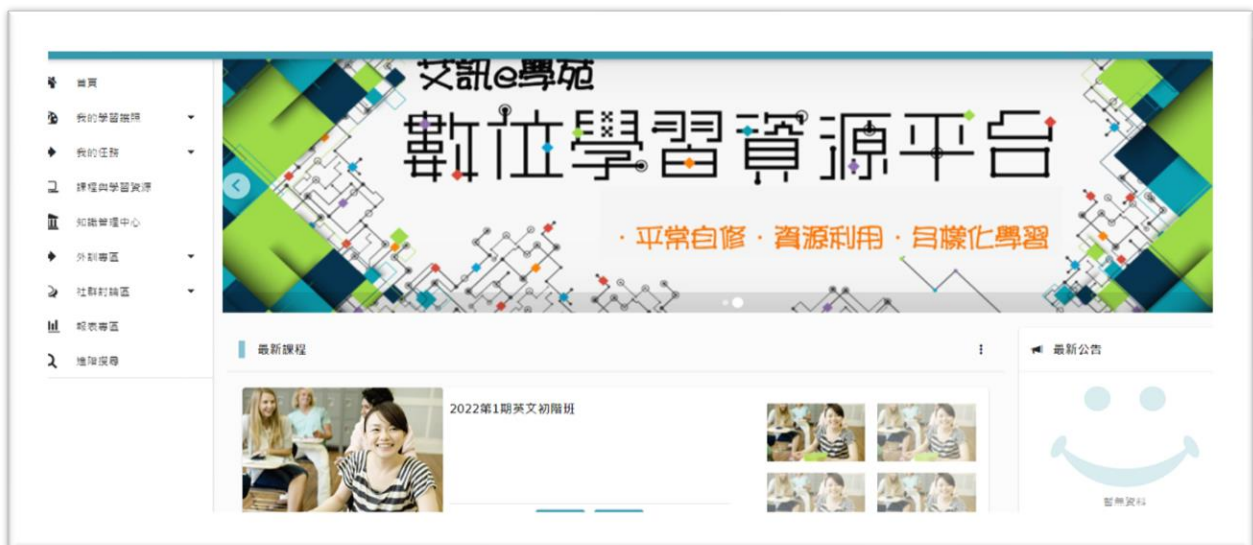 艾訊e學苑
數位學習資源平台
・平常自修・資源利用・多樣化學習
首頁
我的學習護照
我的任務
課程與學習資源
知識管理中心
外訓專區
社群討論區
報表專區
進階搜尋
最新課程
2022第1期英文初階班
最新公告
暫無資料